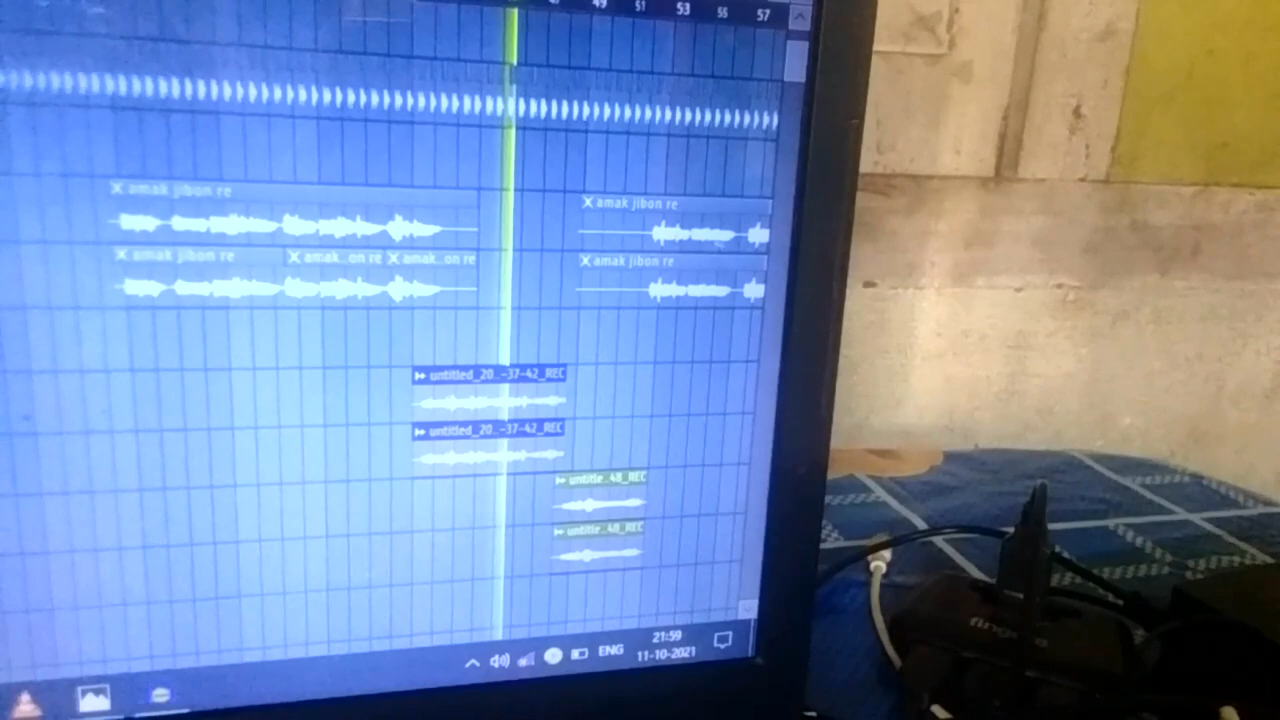 49 51 53 55 57
amak jibon re
amak jibon re
amak jibon re amak..on re amak..on re
amak jibon re
untitled_20..-37-42_REC
untitled_20..-37-42_REC
untitle..48_REC
untitle..48_REC
ENG
21:59
11-10-2021